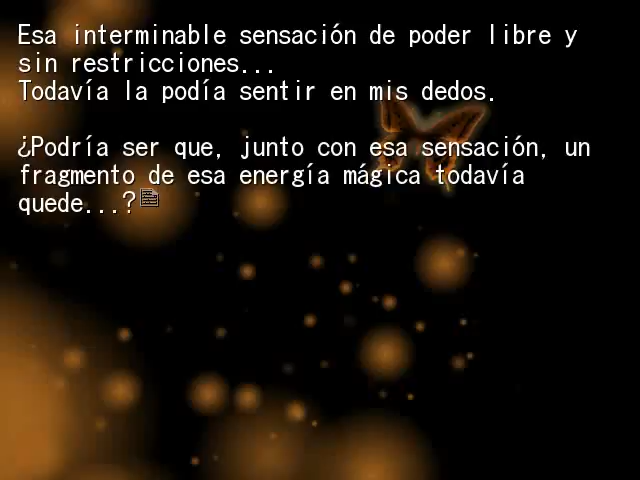 Esa interminable sensación de poder libre y
sin restricciones...
Todavía la podía sentir en mis dedos.
¿Podría ser que, junto con esa sensación, un
fragmento de esa energía mágica todavía
quede...?